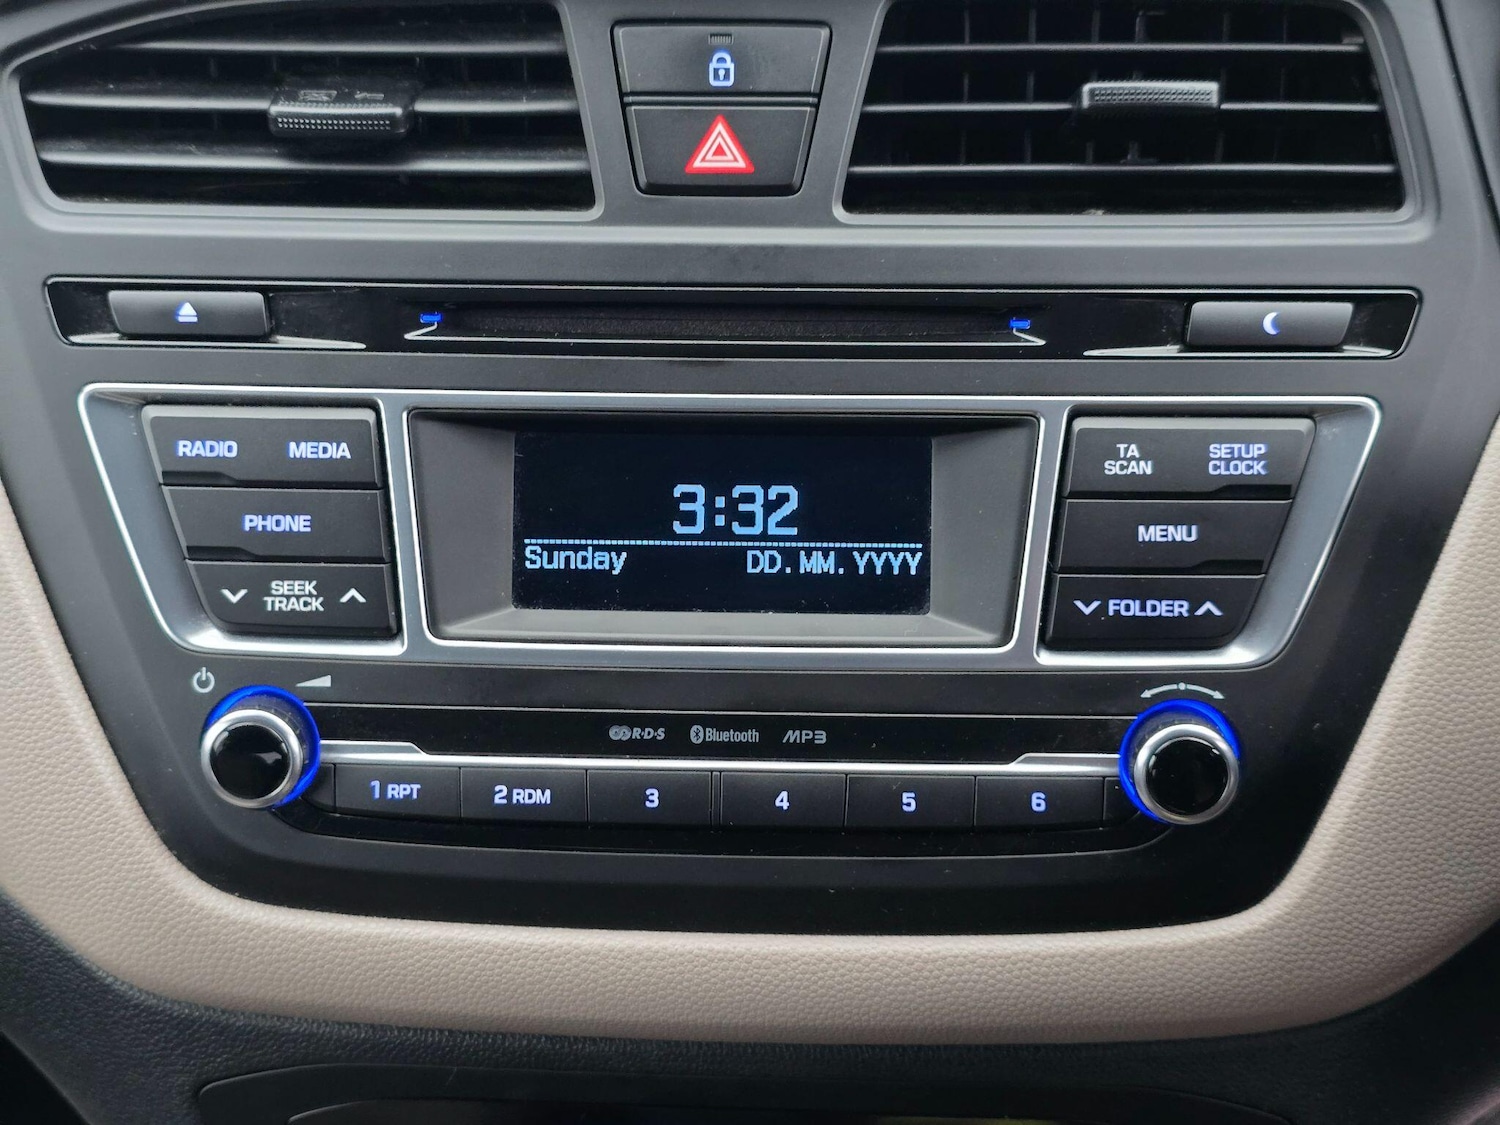 RADIO MEDIA
PHONE
SEEK
TRACK
3:32
Sunday DD.MM.YYYY
TA
SCAN
SETUP
CLOCK
MENU
FOLDER
R·D·S Bluetooth MP3
1 RPT 2 RDM 3 4 5 6